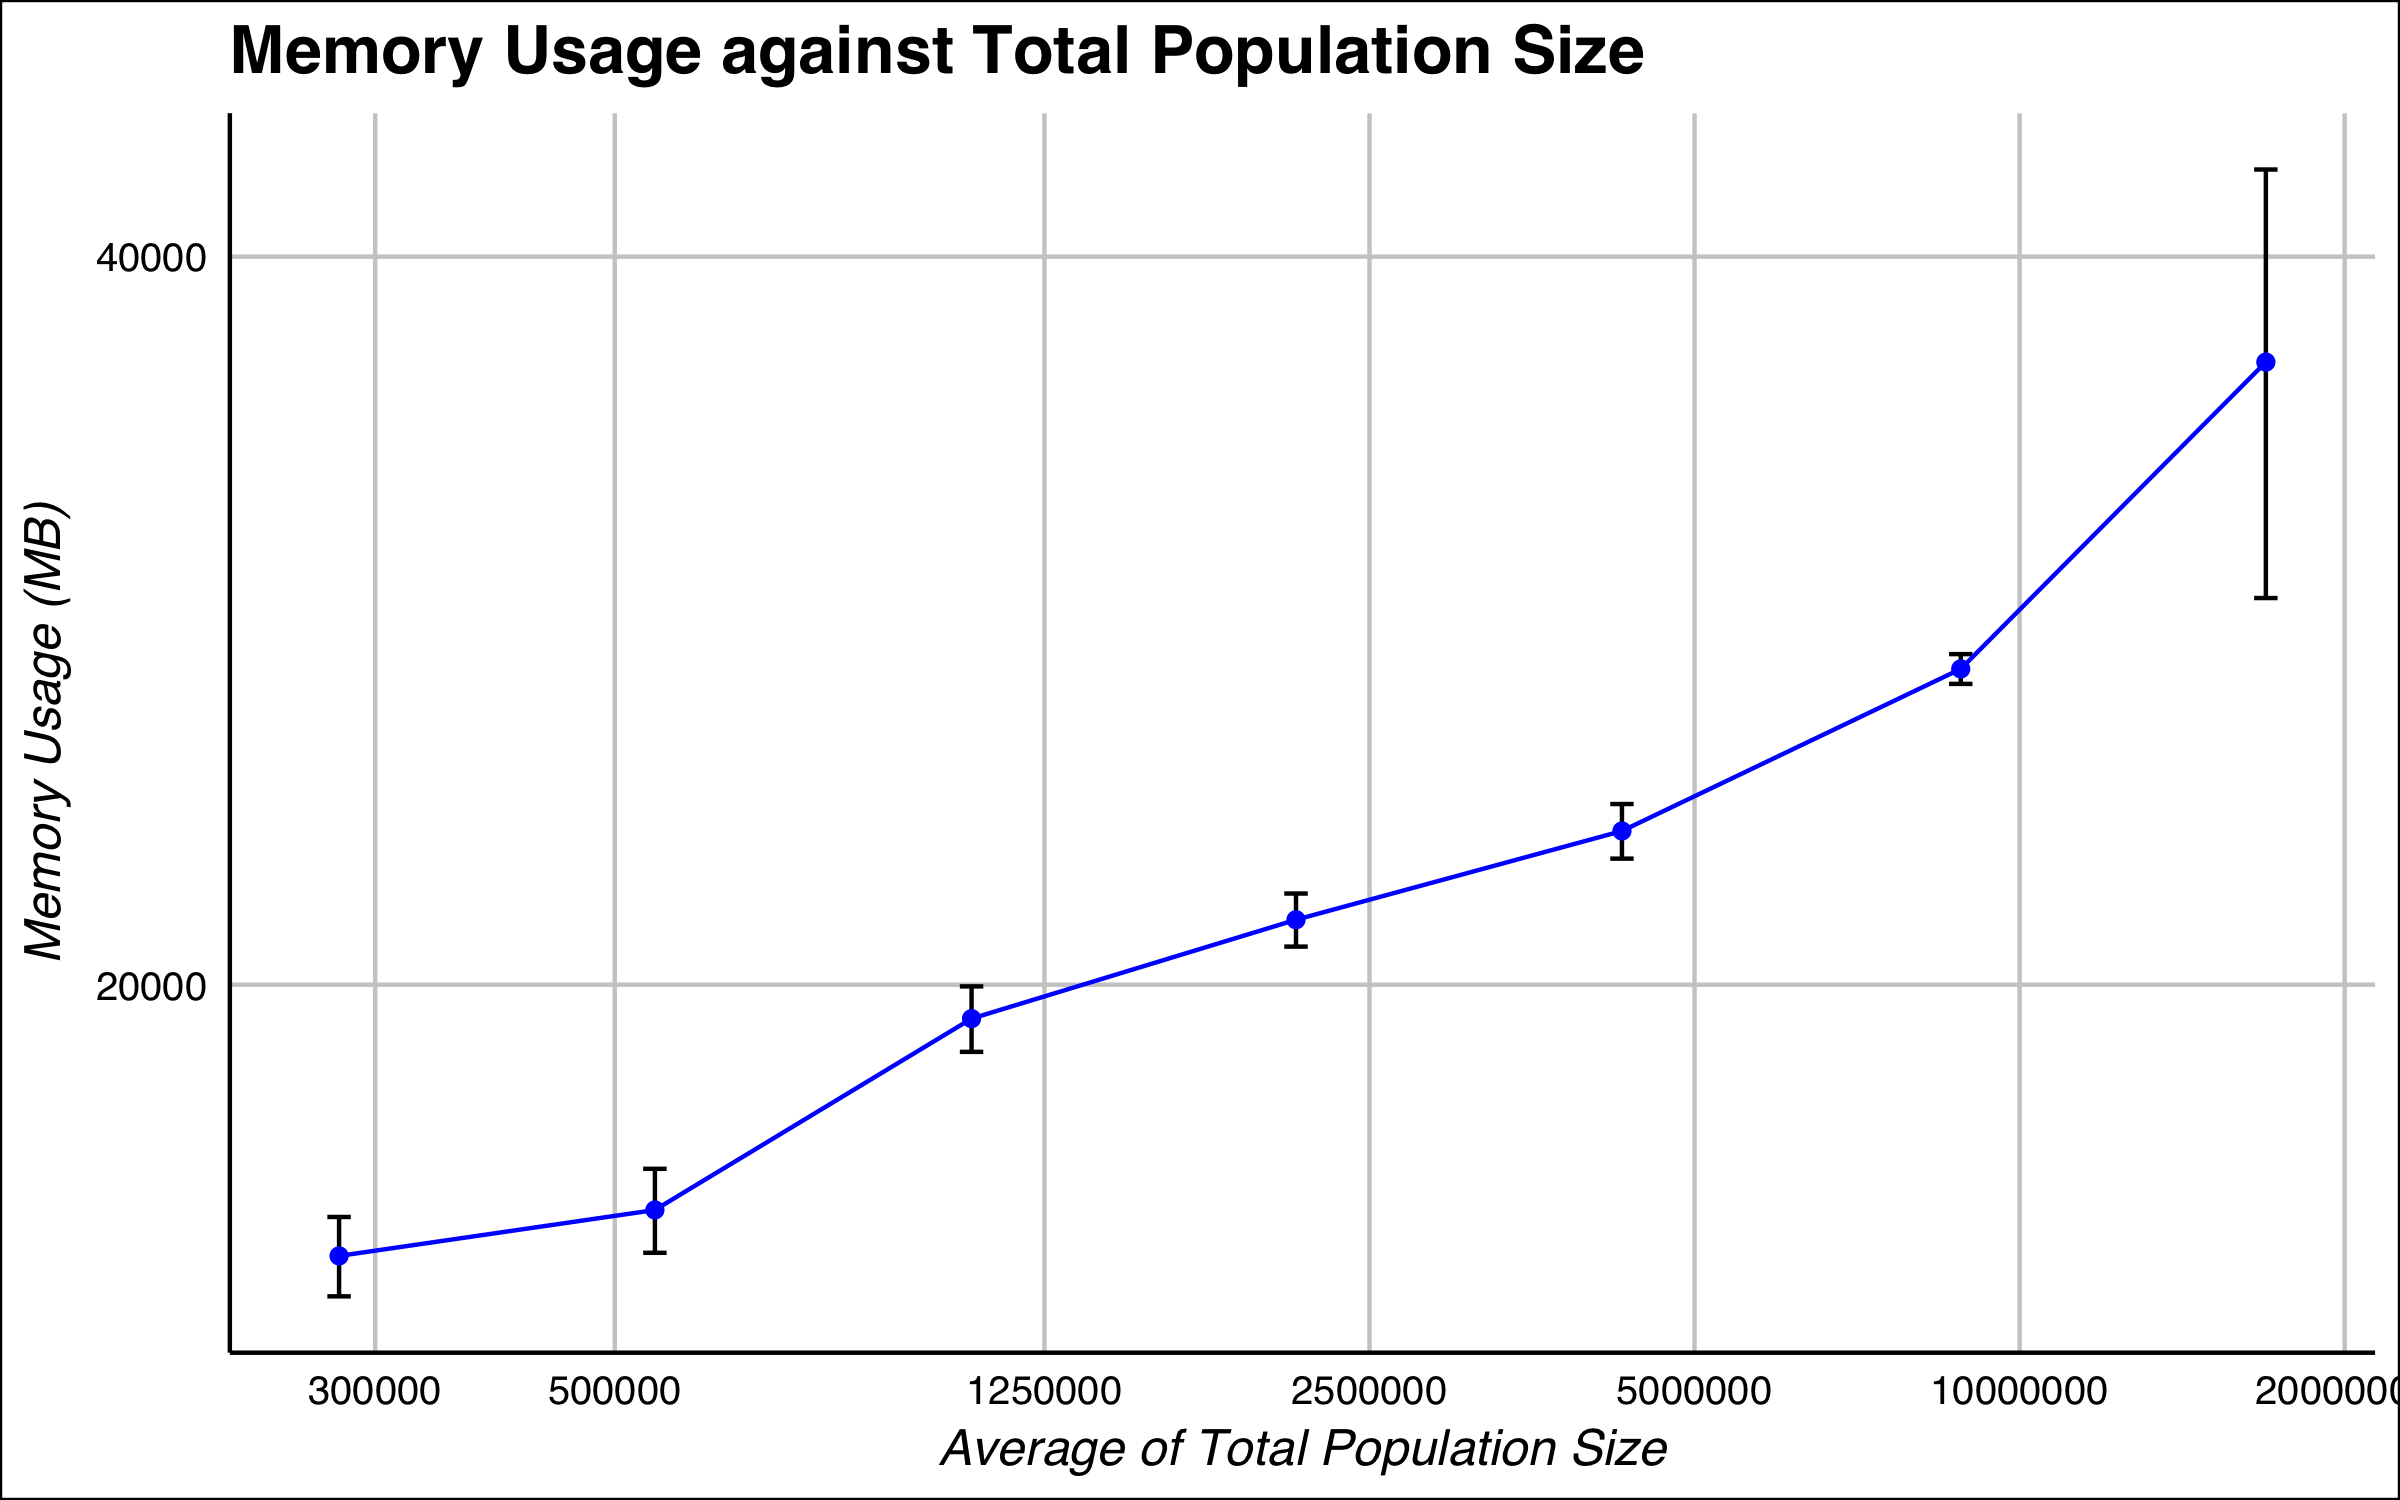 Memory Usage against Total Population Size
40000
20000
Memory Usage (MB)
300000 500000 1250000 2500000 5000000 10000000
Average of Total Population Size